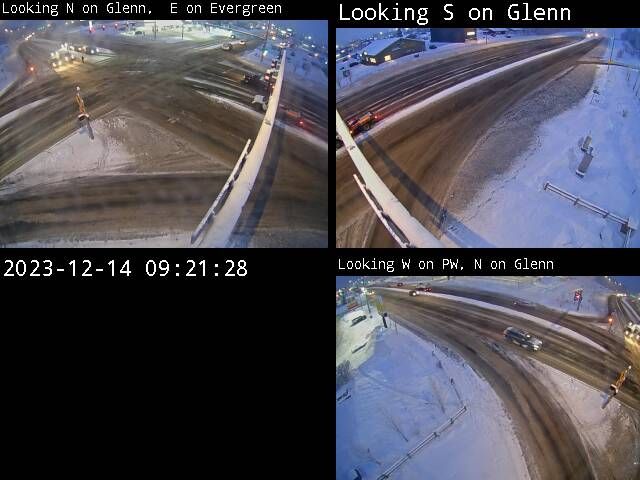 Looking N on Glenn,  E on Evergreen
Looking S on Glenn
2023-12-14 09:21:28
Looking W on PW, N on Glenn